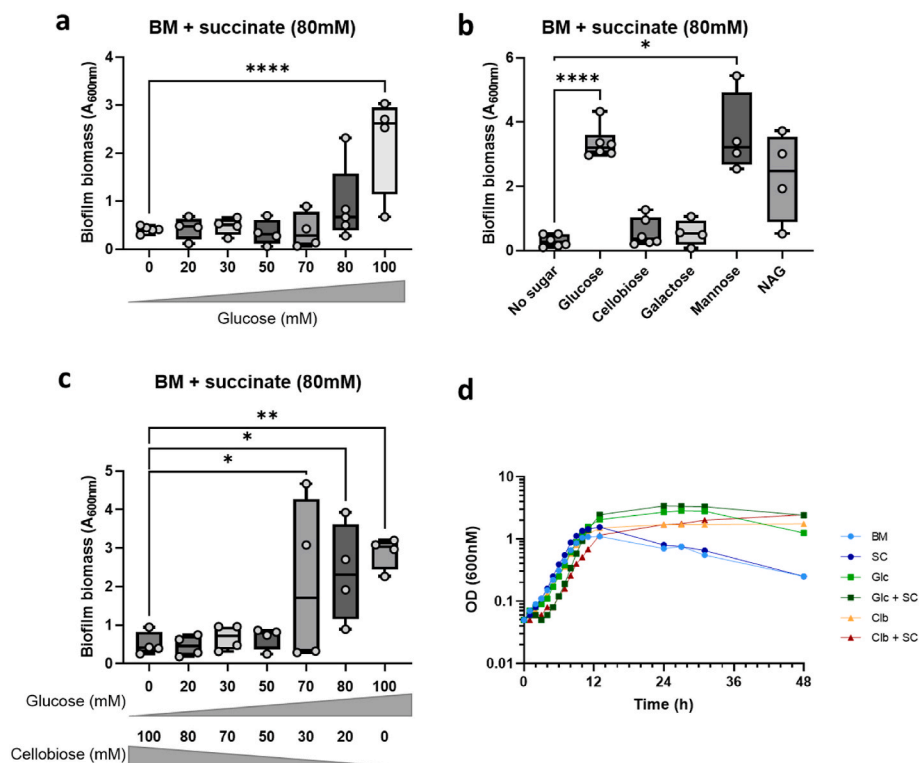 a
BM + succinate (80mM)
****
Biofilm biomass (A600nm)
4
3
2
1
0
0 20 30 50 70 80 100
Glucose (mM)
b
BM + succinate (80mM)
*
****
Biofilm biomass (A600nm)
6
4
2
0
No sugar
Glucose
Cellobiose
Galactose
Mannose
NAG
c
BM + succinate (80mM)
**
*
*
Biofilm biomass (A600nm)
5
4
3
2
1
0
0 20 30 50 70 80 100
Glucose (mM)
100 80 70 50 30 20 0
Cellobiose (mM)
d
OD (600nM)
10
1
0.1
0.01
0 12 24 36 48
Time (h)
BM
SC
Glc
Glc + SC
Clb
Clb + SC